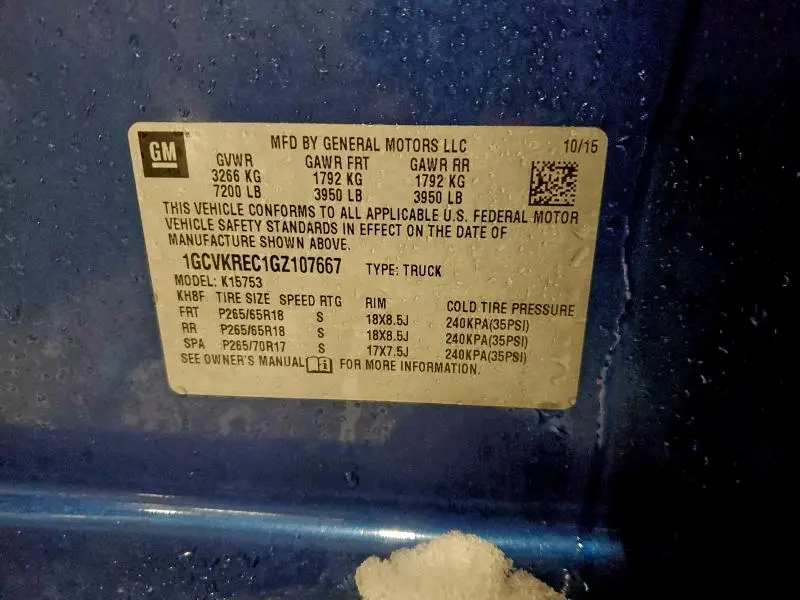 GM
MFD BY GENERAL MOTORS LLC 10/15
GVWR GAWR FRT GAWR RR
3266 KG 1792 KG 1792 KG
7200 LB 3950 LB 3950 LB
THIS VEHICLE CONFORMS TO ALL APPLICABLE U.S. FEDERAL MOTOR
VEHICLE SAFETY STANDARDS IN EFFECT ON THE DATE OF
MANUFACTURE SHOWN ABOVE.
1GCVKREC1GZ107667 TYPE: TRUCK
MODEL: K15753
KH8F TIRE SIZE SPEED RTG RIM COLD TIRE PRESSURE
FRT P265/65R18 S 18X8.5J 240KPA(35PSI)
RR P265/65R18 S 18X8.5J 240KPA(35PSI)
SPA P265/70R17 S 17X7.5J 240KPA(35PSI)
SEE OWNER'S MANUAL FOR MORE INFORMATION.